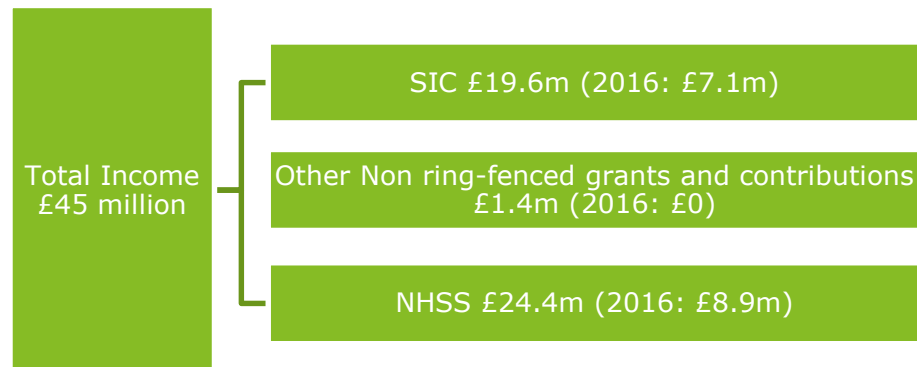 Total Income
£45 million
SIC £19.6m (2016: £7.1m)
Other Non ring-fenced grants and contributions
£1.4m (2016: £0)
NHSS £24.4m (2016: £8.9m)